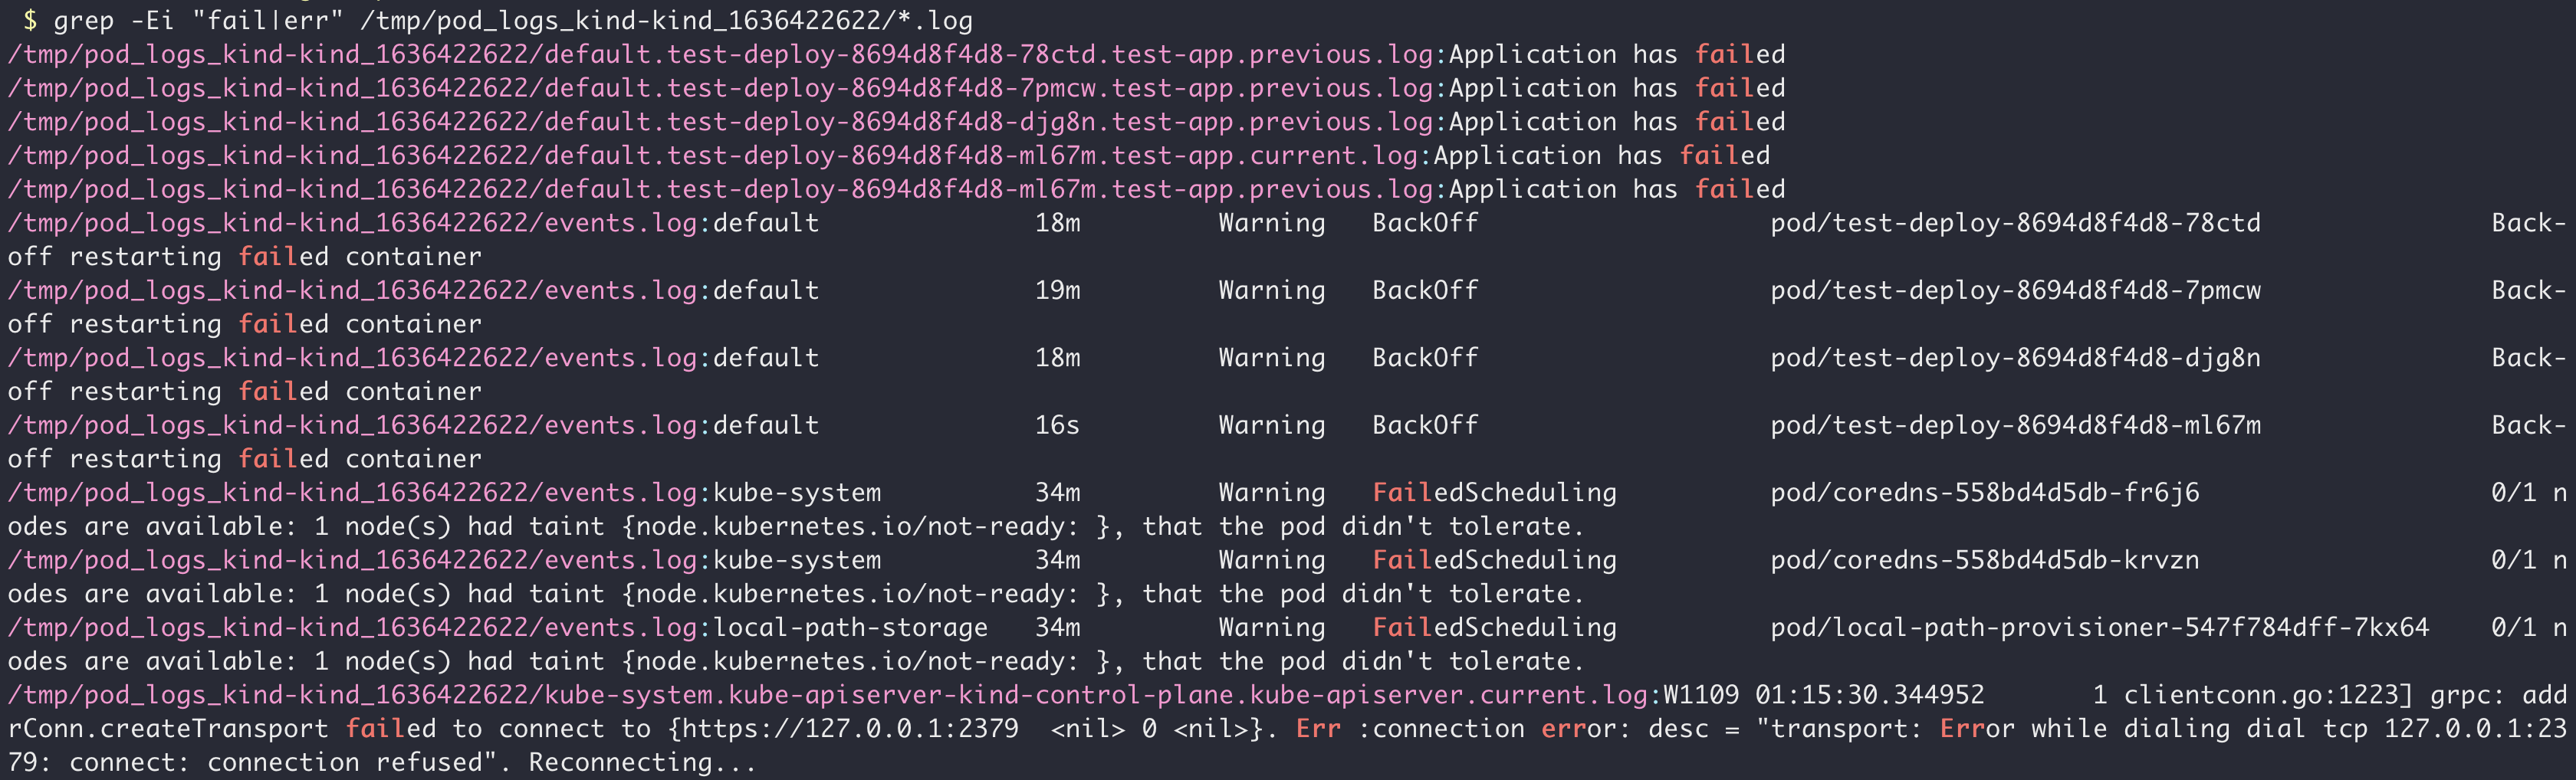 $ grep -Ei "fail|err" /tmp/pod_logs_kind-kind_1636422622/*.log
/tmp/pod_logs_kind-kind_1636422622/default.test-deploy-8694d8f4d8-78ctd.test-app.previous.log:Application has failed
/tmp/pod_logs_kind-kind_1636422622/default.test-deploy-8694d8f4d8-7pmcw.test-app.previous.log:Application has failed
/tmp/pod_logs_kind-kind_1636422622/default.test-deploy-8694d8f4d8-djg8n.test-app.previous.log:Application has failed
/tmp/pod_logs_kind-kind_1636422622/default.test-deploy-8694d8f4d8-ml67m.test-app.current.log:Application has failed
/tmp/pod_logs_kind-kind_1636422622/default.test-deploy-8694d8f4d8-ml67m.test-app.previous.log:Application has failed
/tmp/pod_logs_kind-kind_1636422622/events.log:default              18m         Warning   BackOff                   pod/test-deploy-8694d8f4d8-78ctd               Back-
off restarting failed container
/tmp/pod_logs_kind-kind_1636422622/events.log:default              19m         Warning   BackOff                   pod/test-deploy-8694d8f4d8-7pmcw               Back-
off restarting failed container
/tmp/pod_logs_kind-kind_1636422622/events.log:default              18m         Warning   BackOff                   pod/test-deploy-8694d8f4d8-djg8n               Back-
off restarting failed container
/tmp/pod_logs_kind-kind_1636422622/events.log:default              16s         Warning   BackOff                   pod/test-deploy-8694d8f4d8-ml67m               Back-
off restarting failed container
/tmp/pod_logs_kind-kind_1636422622/events.log:kube-system          34m         Warning   FailedScheduling          pod/coredns-558bd4d5db-fr6j6                   0/1 n
odes are available: 1 node(s) had taint {node.kubernetes.io/not-ready: }, that the pod didn't tolerate.
/tmp/pod_logs_kind-kind_1636422622/events.log:kube-system          34m         Warning   FailedScheduling          pod/coredns-558bd4d5db-krvzn                   0/1 n
odes are available: 1 node(s) had taint {node.kubernetes.io/not-ready: }, that the pod didn't tolerate.
/tmp/pod_logs_kind-kind_1636422622/events.log:local-path-storage   34m         Warning   FailedScheduling          pod/local-path-provisioner-547f784dff-7kx64    0/1 n
odes are available: 1 node(s) had taint {node.kubernetes.io/not-ready: }, that the pod didn't tolerate.
/tmp/pod_logs_kind-kind_1636422622/kube-system.kube-apiserver-kind-control-plane.kube-apiserver.current.log:W1109 01:15:30.344952       1 clientconn.go:1223] grpc: add
rConn.createTransport failed to connect to {https://127.0.0.1:2379  <nil> 0 <nil>}. Err :connection error: desc = "transport: Error while dialing dial tcp 127.0.0.1:23
79: connect: connection refused". Reconnecting...